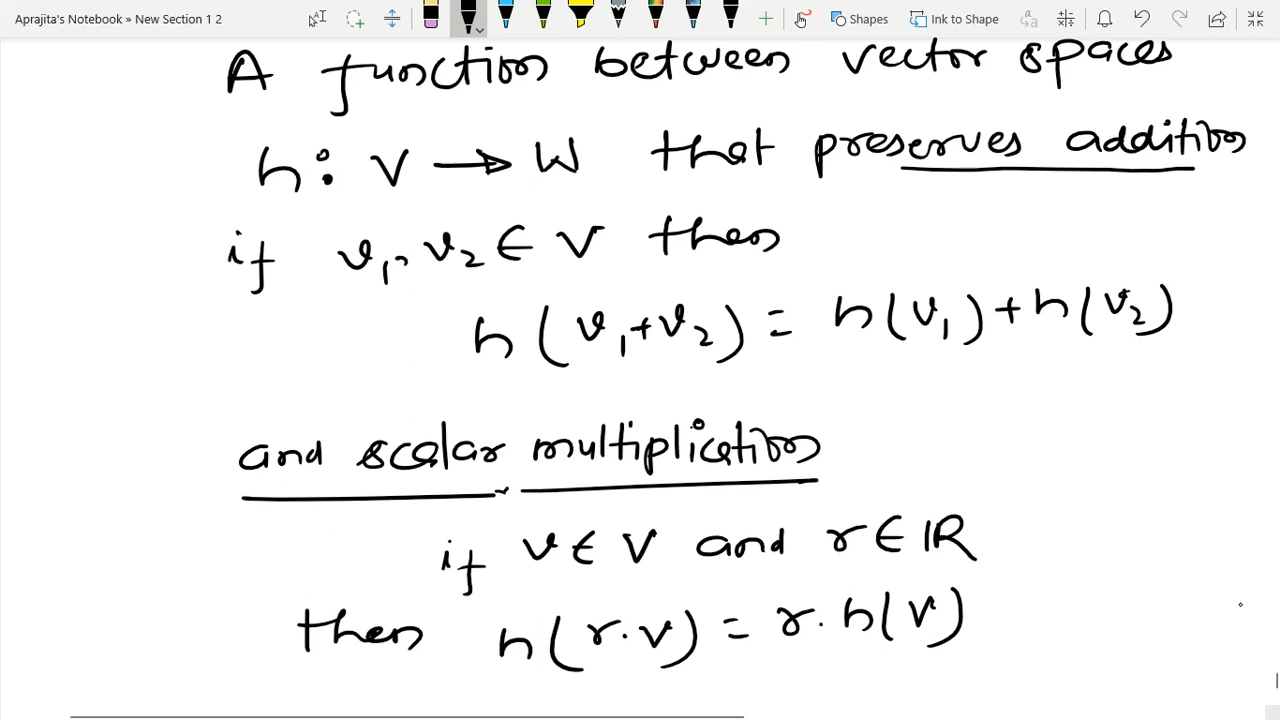 Aprajita's Notebook » New Section 1 2
Shapes
Ink to Shape
A function between vector spaces
h: V → W that preserves addition
if v₁, v₂ ∈ V then
h(v₁+v₂) = h(v₁)+h(v₂)
and scalar multiplication
if v ∈ V and r ∈ ℝ
then h(r.v) = r.h(v)